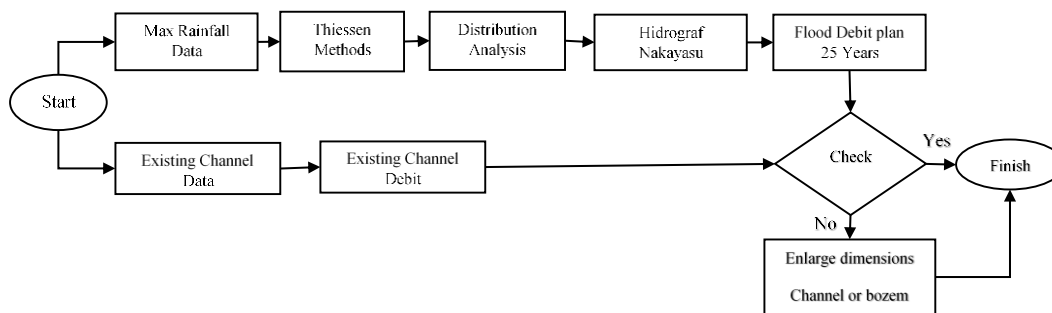 Start
Max Rainfall
Data
Thiessen
Methods
Distribution
Analysis
Hidrograf
Nakayasu
Flood Debit plan
25 Years
Existing Channel
Data
Existing Channel
Debit
Check
Yes
Finish
No
Enlarge dimensions
Channel or bozem